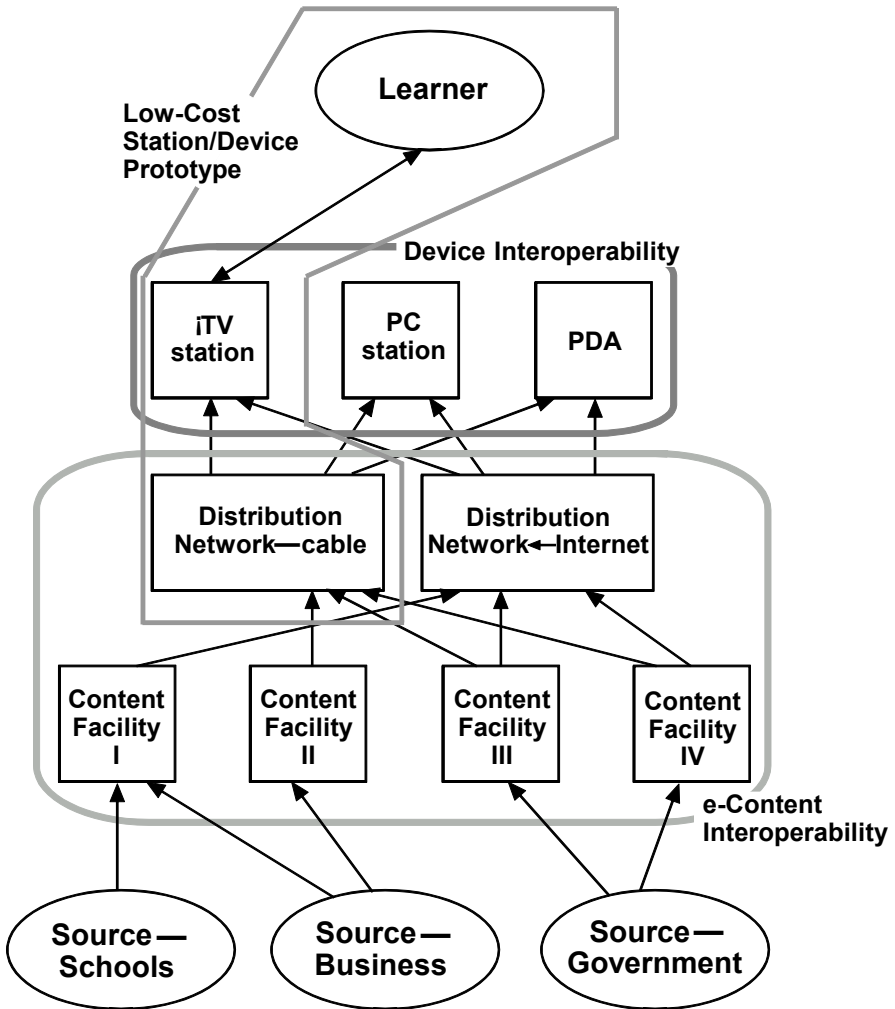 Learner
Low-Cost
Station/Device
Prototype
Device Interoperability
iTV
station
PC
station
PDA
Distribution
Network—cable
Distribution
Network←Internet
Content
Facility
I
Content
Facility
II
Content
Facility
III
Content
Facility
IV
e-Content
Interoperability
Source—
Schools
Source—
Business
Source—
Government